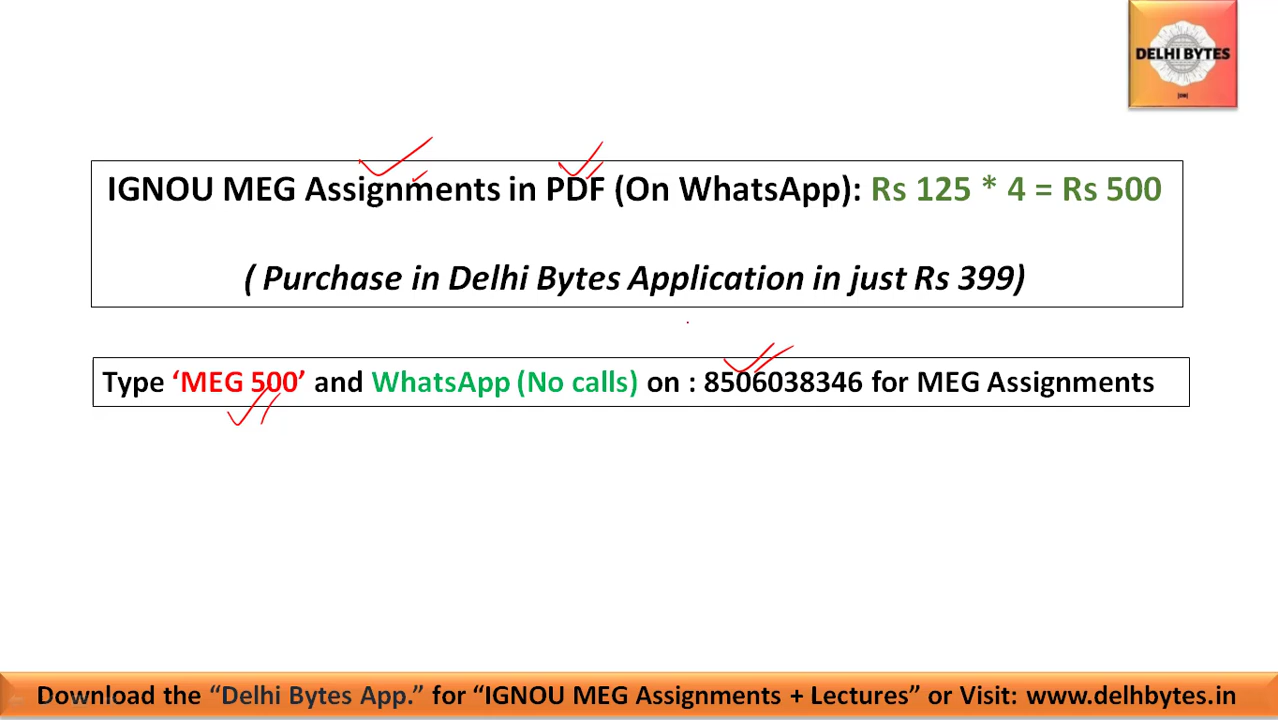 DELHI BYTES
IGNOU MEG Assignments in PDF (On WhatsApp): Rs 125 * 4 = Rs 500
( Purchase in Delhi Bytes Application in just Rs 399)
Type ‘MEG 500’ and WhatsApp (No calls) on : 8506038346 for MEG Assignments
Download the “Delhi Bytes App.” for “IGNOU MEG Assignments + Lectures” or Visit: www.delhbytes.in